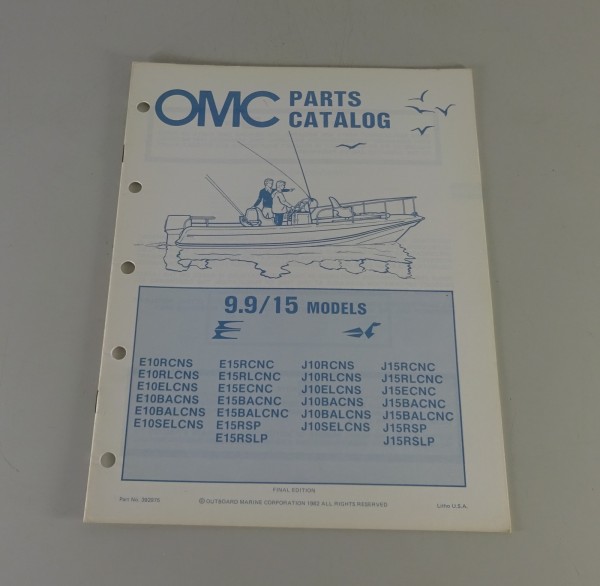 OMC PARTS
CATALOG
9.9/15 MODELS
E10RCNS E15RCNC J10RCNS J15RCNC
E10RLCNS E15RLCNC J10RLCNS J15RLCNC
E10ELCNS E15ECNC J10ELCNS J15ECNC
E10BACNS E15BACNC J10BACNS J15BACNC
E10BALCNS E15BALCNC J10BALCNS J15BALCNC
E10SELCNS E15RSP J10SELCNS J15RSP
E15RSLP J15RSLP
FINAL EDITION
Part No. © OUTBOARD MARINE CORPORATION 1982 ALL RIGHTS RESERVED Litho U.S.A.